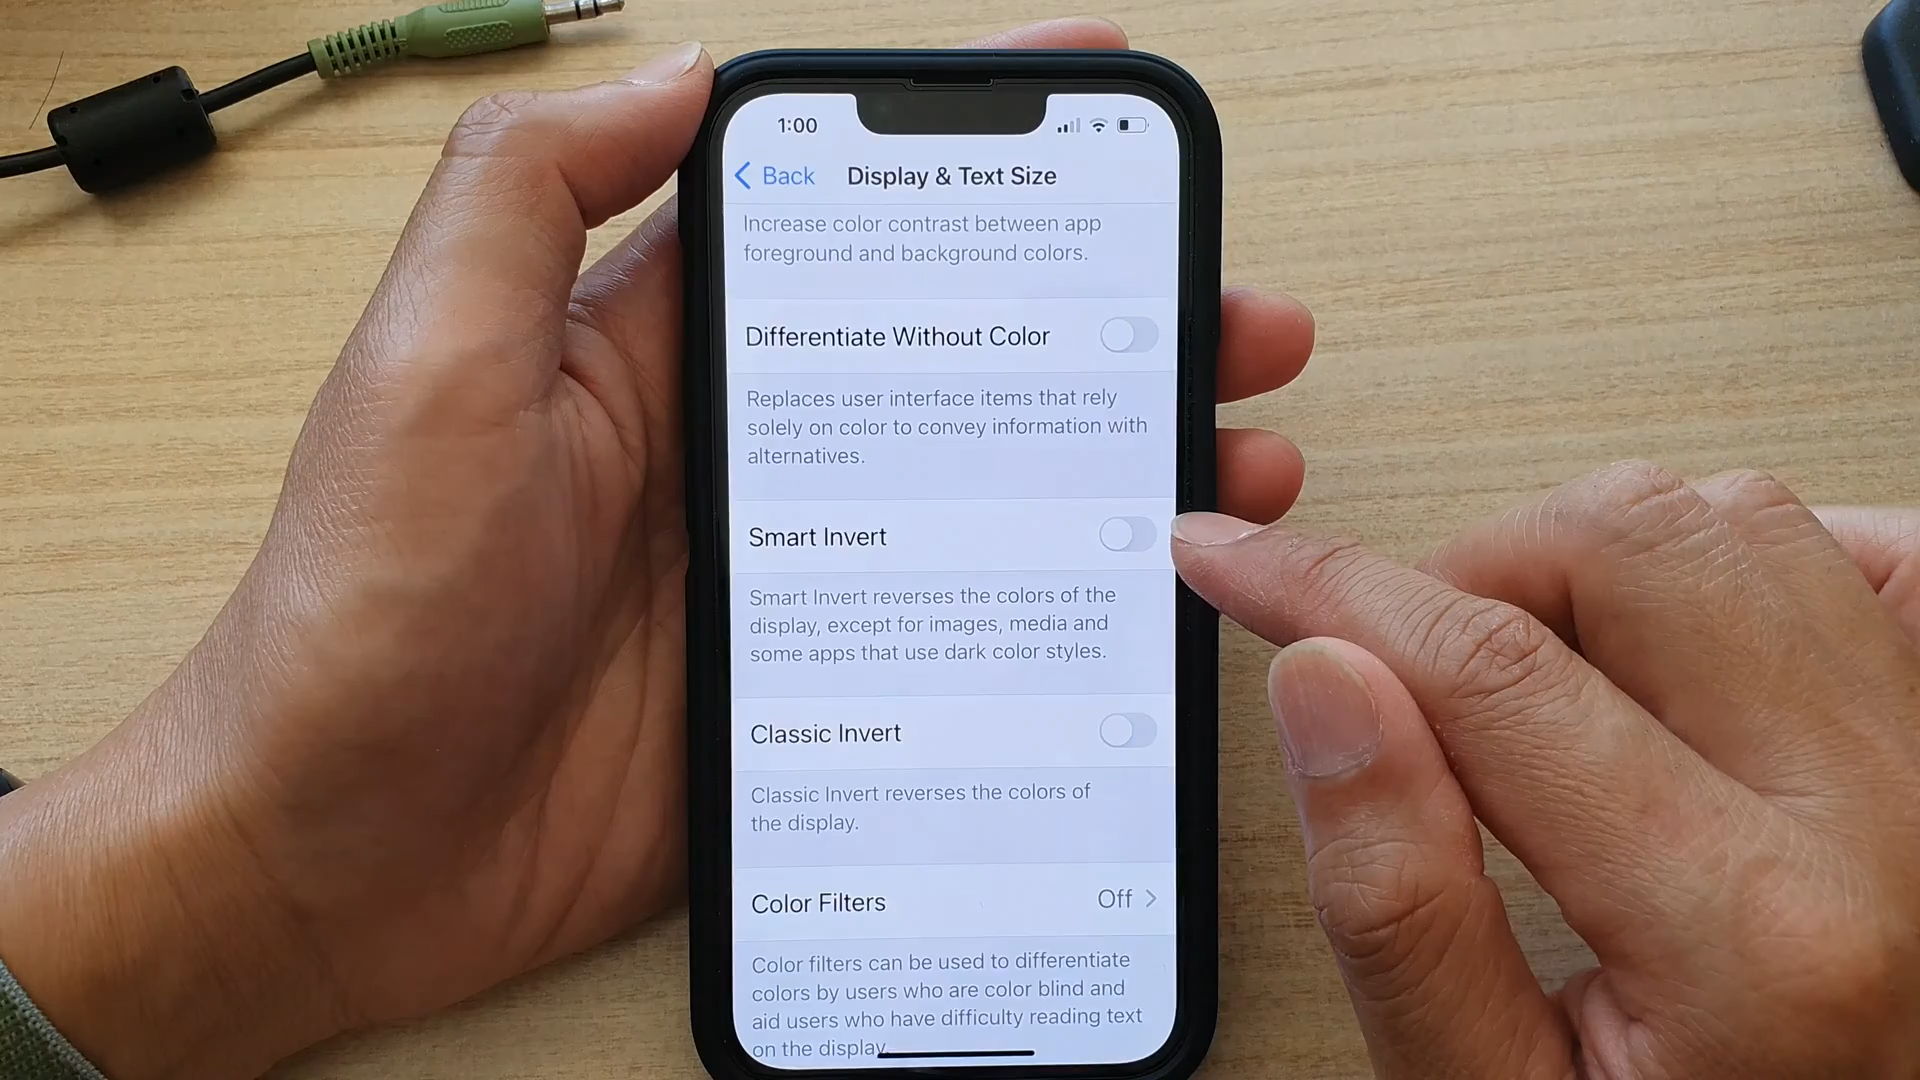 1:00
Back Display & Text Size
Increase color contrast between app
foreground and background colors.
Differentiate Without Color
Replaces user interface items that rely
solely on color to convey information with
alternatives.
Smart Invert
Smart Invert reverses the colors of the
display, except for images, media and
some apps that use dark color styles.
Classic Invert
Classic Invert reverses the colors of
the display.
Color Filters Off
Color filters can be used to differentiate
colors by users who are color blind and
aid users who have difficulty reading text
on the display.